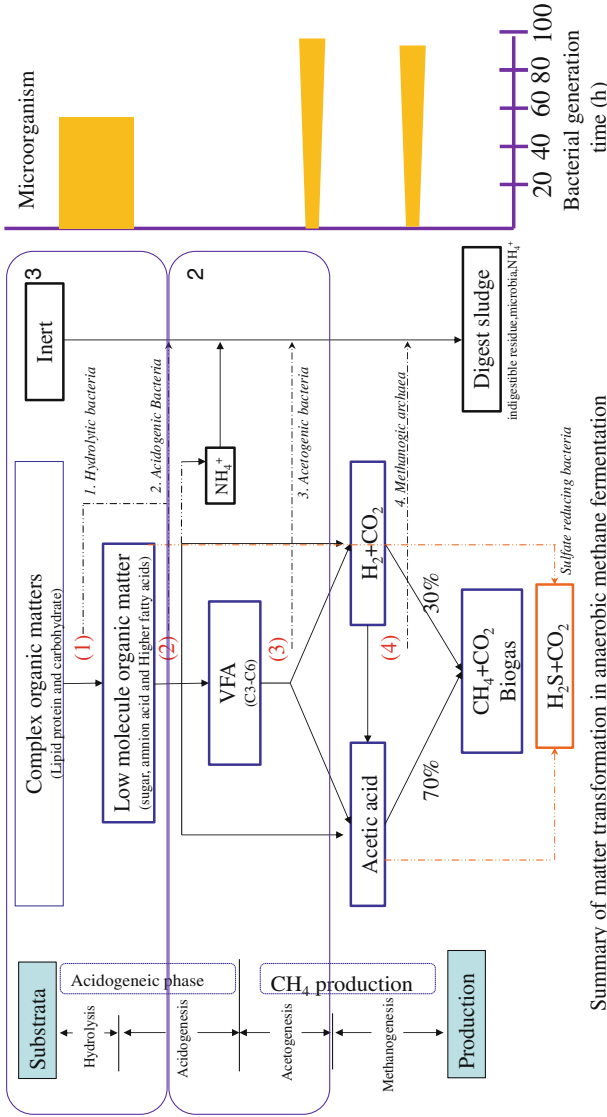 Substrata
Hydrolysis
Acidogenesis
Acetogenesis
Methanogenesis
Production
Acidogeneic phase
CH₄ production
Complex organic matters
(Lipid protein and carbohydrate)
(1)
Low molecule organic matter
(sugar, amnion acid and Higher fatty acids)
(2)
VFA
(C3-C6)
(3)
Acetic acid
H₂+CO₂
(4)
70%
30%
CH₄+CO₂
Biogas
H₂S+CO₂
Sulfate reducing bacteria
1. Hydrolytic bacteria
2. Acidogenic Bacteria
NH₄⁺
3. Acetogenic bacteria
4. Methanogic archaea
3
Inert
2
Digest sludge
indigestible residue,microbia,NH₄⁺
Microorganism
20 40 60 80 100
Bacterial generation
time (h)
Summary of matter transformation in anaerobic methane fermentation